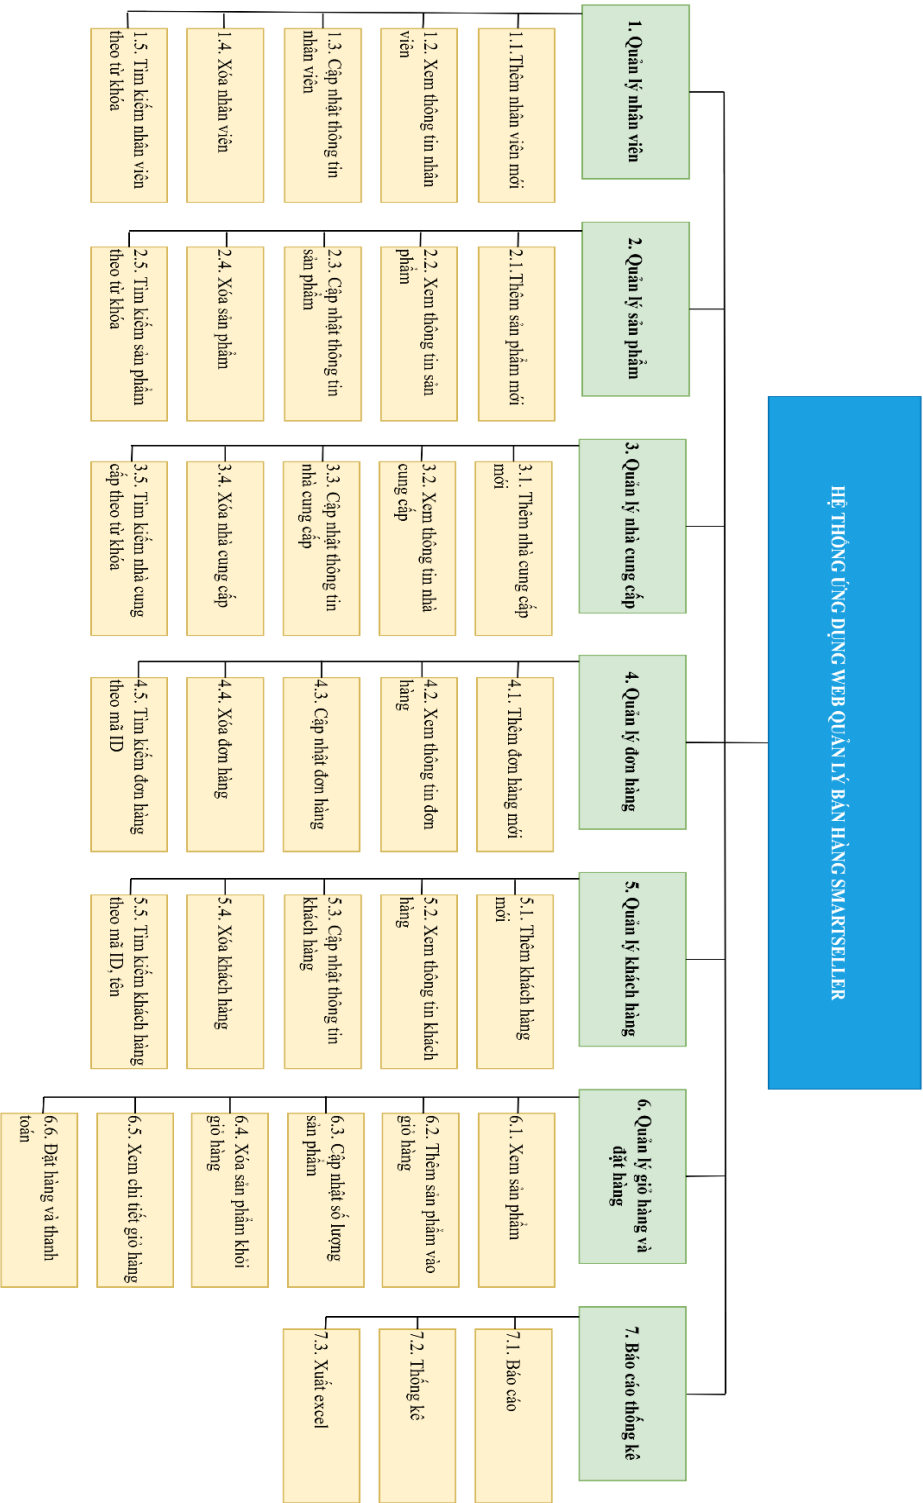 HỆ THỐNG ỨNG DỤNG WEB QUẢN LÝ BÁN HÀNG SMARTSELLER
1. Quản lý nhân viên
1.1.Thêm nhân viên mới
1.2. Xem thông tin nhân
viên
1.3. Cập nhật thông tin
nhân viên
1.4. Xóa nhân viên
1.5. Tìm kiếm nhân viên
theo từ khóa
2. Quản lý sản phẩm
2.1.Thêm sản phẩm mới
2.2. Xem thông tin sản
phẩm
2.3. Cập nhật thông tin
sản phẩm
2.4. Xóa sản phẩm
2.5. Tìm kiếm sản phẩm
theo từ khóa
3. Quản lý nhà cung cấp
3.1. Thêm nhà cung cấp
mới
3.2. Xem thông tin nhà
cung cấp
3.3. Cập nhật thông tin
nhà cung cấp
3.4. Xóa nhà cung cấp
3.5. Tìm kiếm nhà cung
cấp theo từ khóa
4. Quản lý đơn hàng
4.1. Thêm đơn hàng mới
4.2. Xem thông tin đơn
hàng
4.3. Cập nhật đơn hàng
4.4. Xóa đơn hàng
4.5. Tìm kiếm đơn hàng
theo mã ID
5. Quản lý khách hàng
5.1. Thêm khách hàng
mới
5.2. Xem thông tin khách
hàng
5.3. Cập nhật thông tin
khách hàng
5.4. Xóa khách hàng
5.5. Tìm kiếm khách hàng
theo mã ID, tên
6. Quản lý giỏ hàng và
đặt hàng
6.1. Xem sản phẩm
6.2. Thêm sản phẩm vào
giỏ hàng
6.3. Cập nhật số lượng
sản phẩm
6.4. Xóa sản phẩm khỏi
giỏ hàng
6.5. Xem chi tiết giỏ hàng
6.6. Đặt hàng và thanh
toán
7. Báo cáo thống kê
7.1. Báo cáo
7.2. Thống kê
7.3. Xuất excel